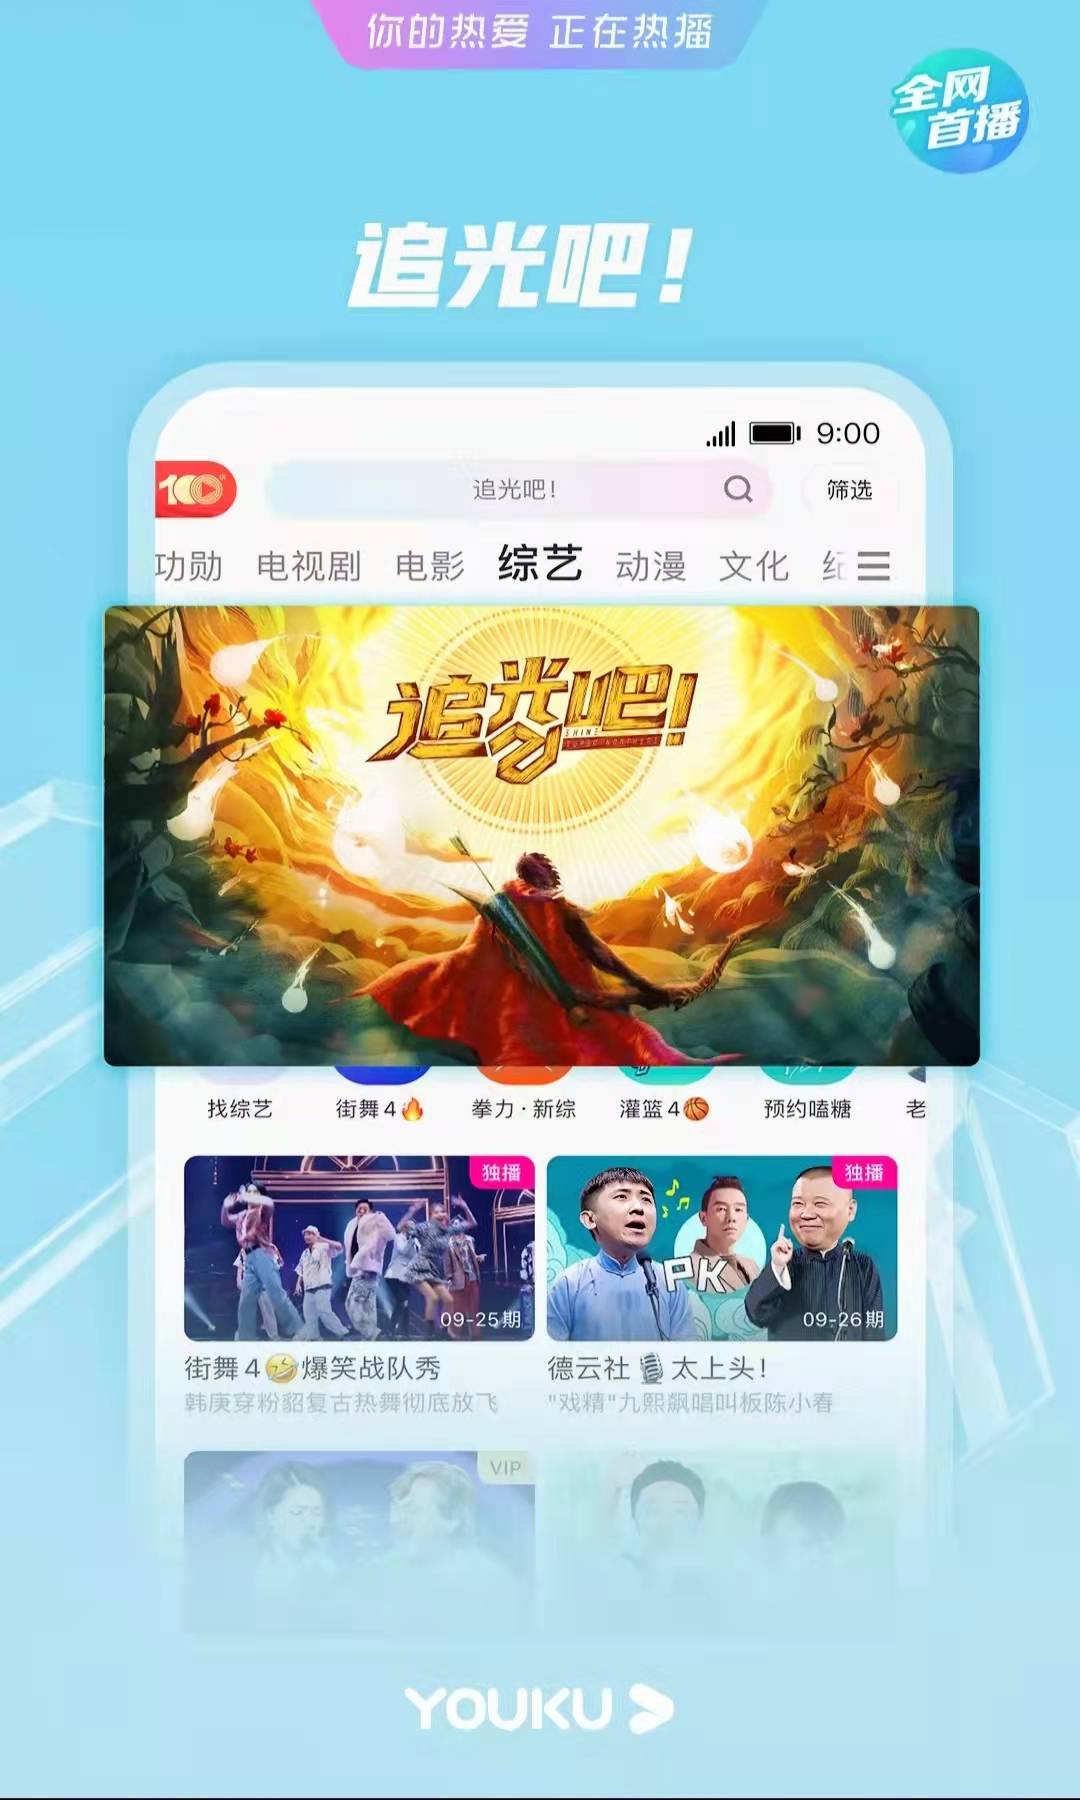 你的热爱 正在热播
全网
首播
追光吧!
9:00
100
追光吧!
筛选
功勋 电视剧 电影 综艺 动漫 文化
追光吧!
SHINE
找综艺 街舞4 拳力·新综 灌篮4 预约嗑糖 老
独播
09-25期
独播
PK
09-26期
街舞4 爆笑战队秀
韩庚穿粉貂复古热舞彻底放飞
德云社 太上头!
"戏精"九熙飙唱叫板陈小春
VIP
YOUKU